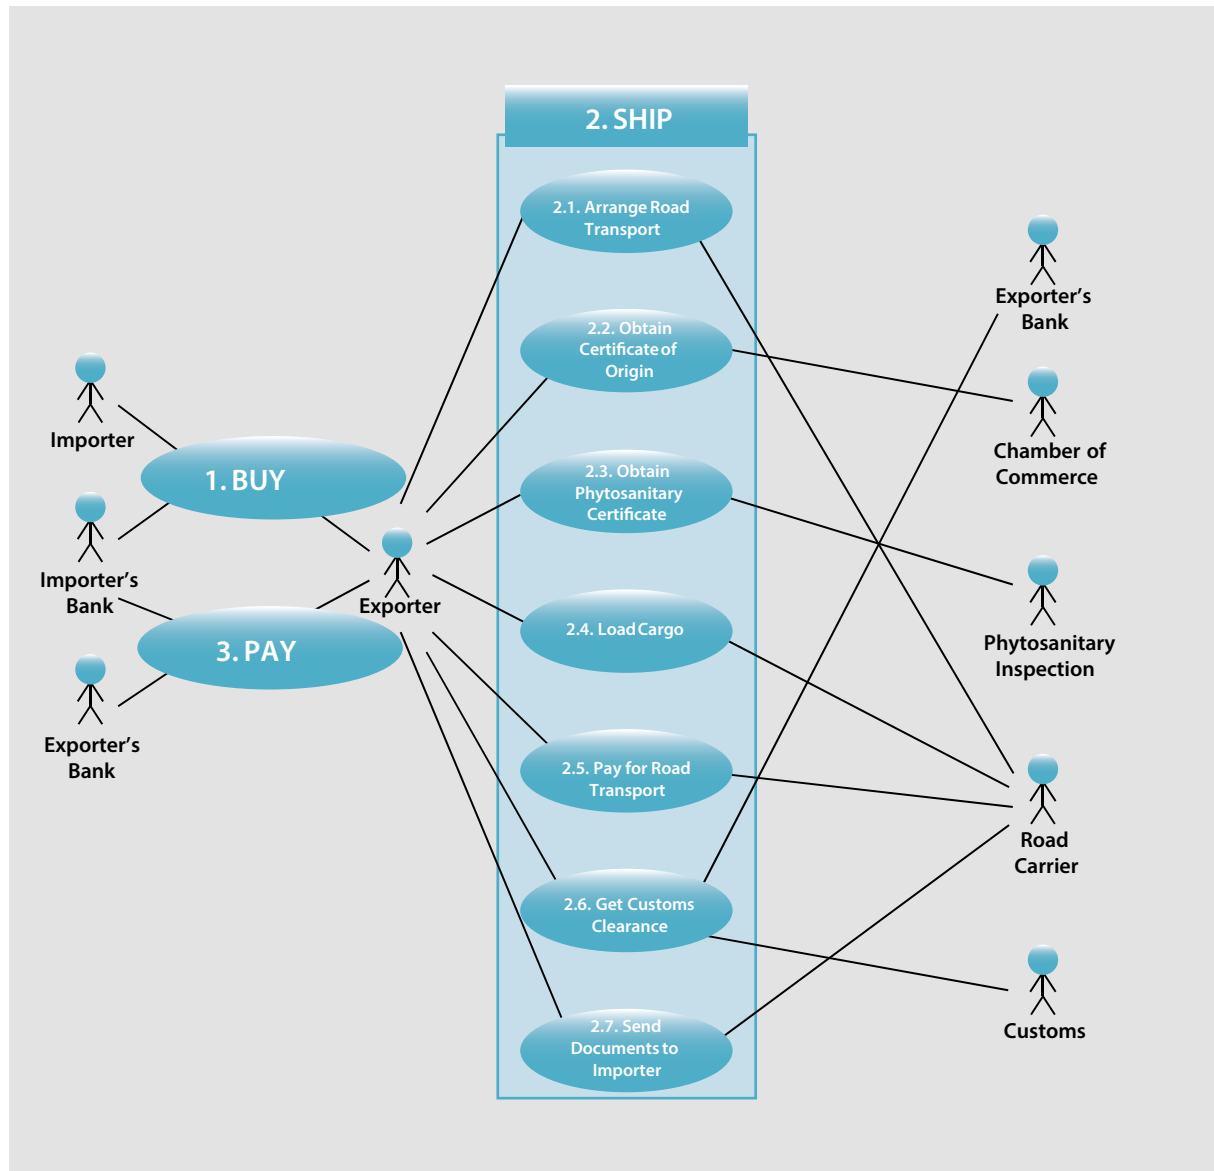 2. SHIP
2.1. Arrange Road
Transport
2.2. Obtain
Certificate of
Origin
2.3. Obtain
Phytosanitary
Certificate
2.4. Load Cargo
2.5. Pay for Road
Transport
2.6. Get Customs
Clearance
2.7. Send
Documents to
Importer
Importer
1. BUY
Importer's
Bank
Exporter
3. PAY
Exporter's
Bank
Exporter's
Bank
Chamber of
Commerce
Phytosanitary
Inspection
Road
Carrier
Customs